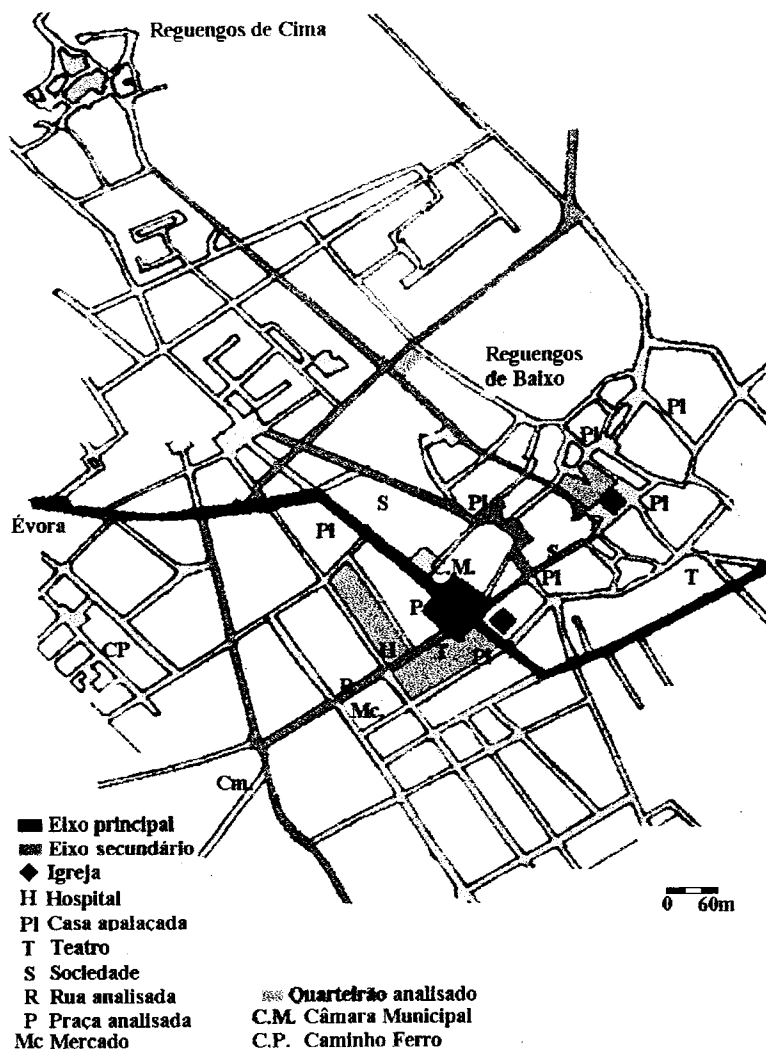 Reguengos de Cima
Reguengos
de Baixo
Pl
Pl
Pl
Pl
S
Évora
Pl
S
C.M.
Pl
T
P
CP
H
T
Pl
R
Mc.
Cm.
Eixo principal
Eixo secundário
Igreja
H Hospital
Pl Casa apalaçada
T Teatro
S Sociedade
R Rua analisada
P Praça analisada
Mc Mercado
Quarteirão analisado
C.M. Câmara Municipal
C.P. Caminho Ferro
0 60m